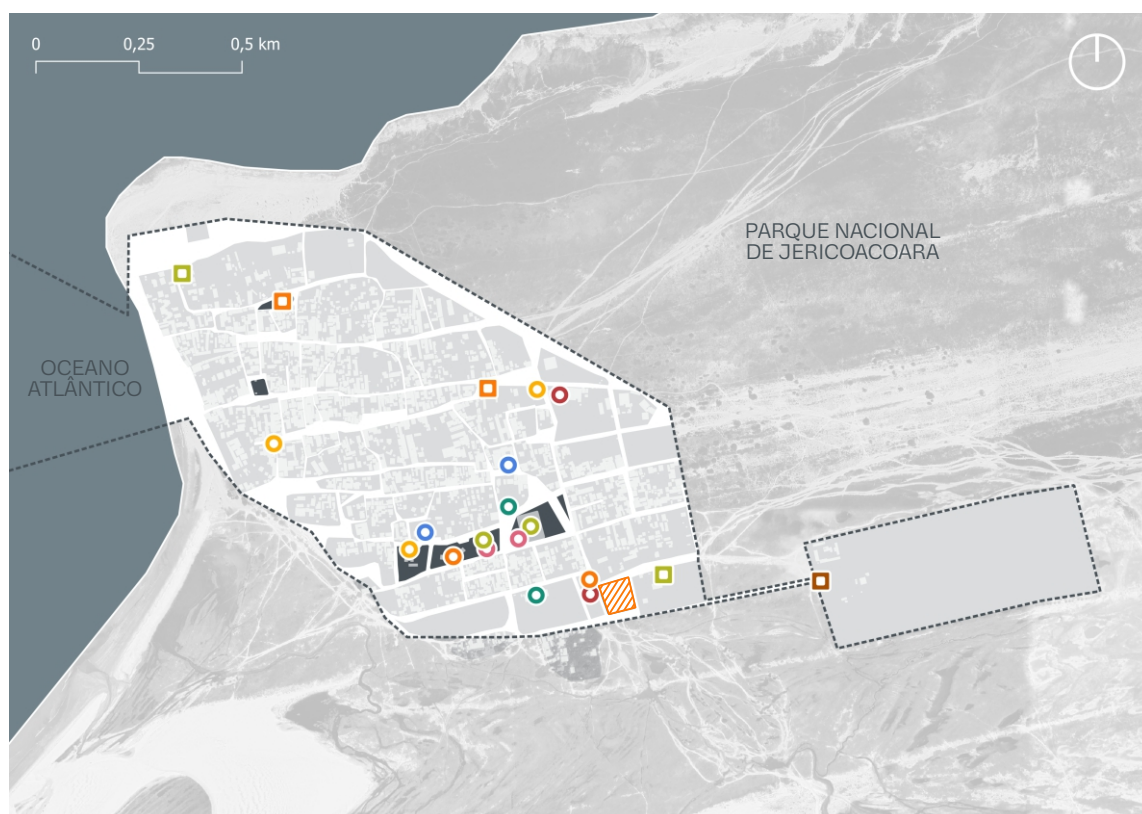 0 0,25 0,5 km
PARQUE NACIONAL
DE JERICOACOARA
OCEANO
ATLÂNTICO